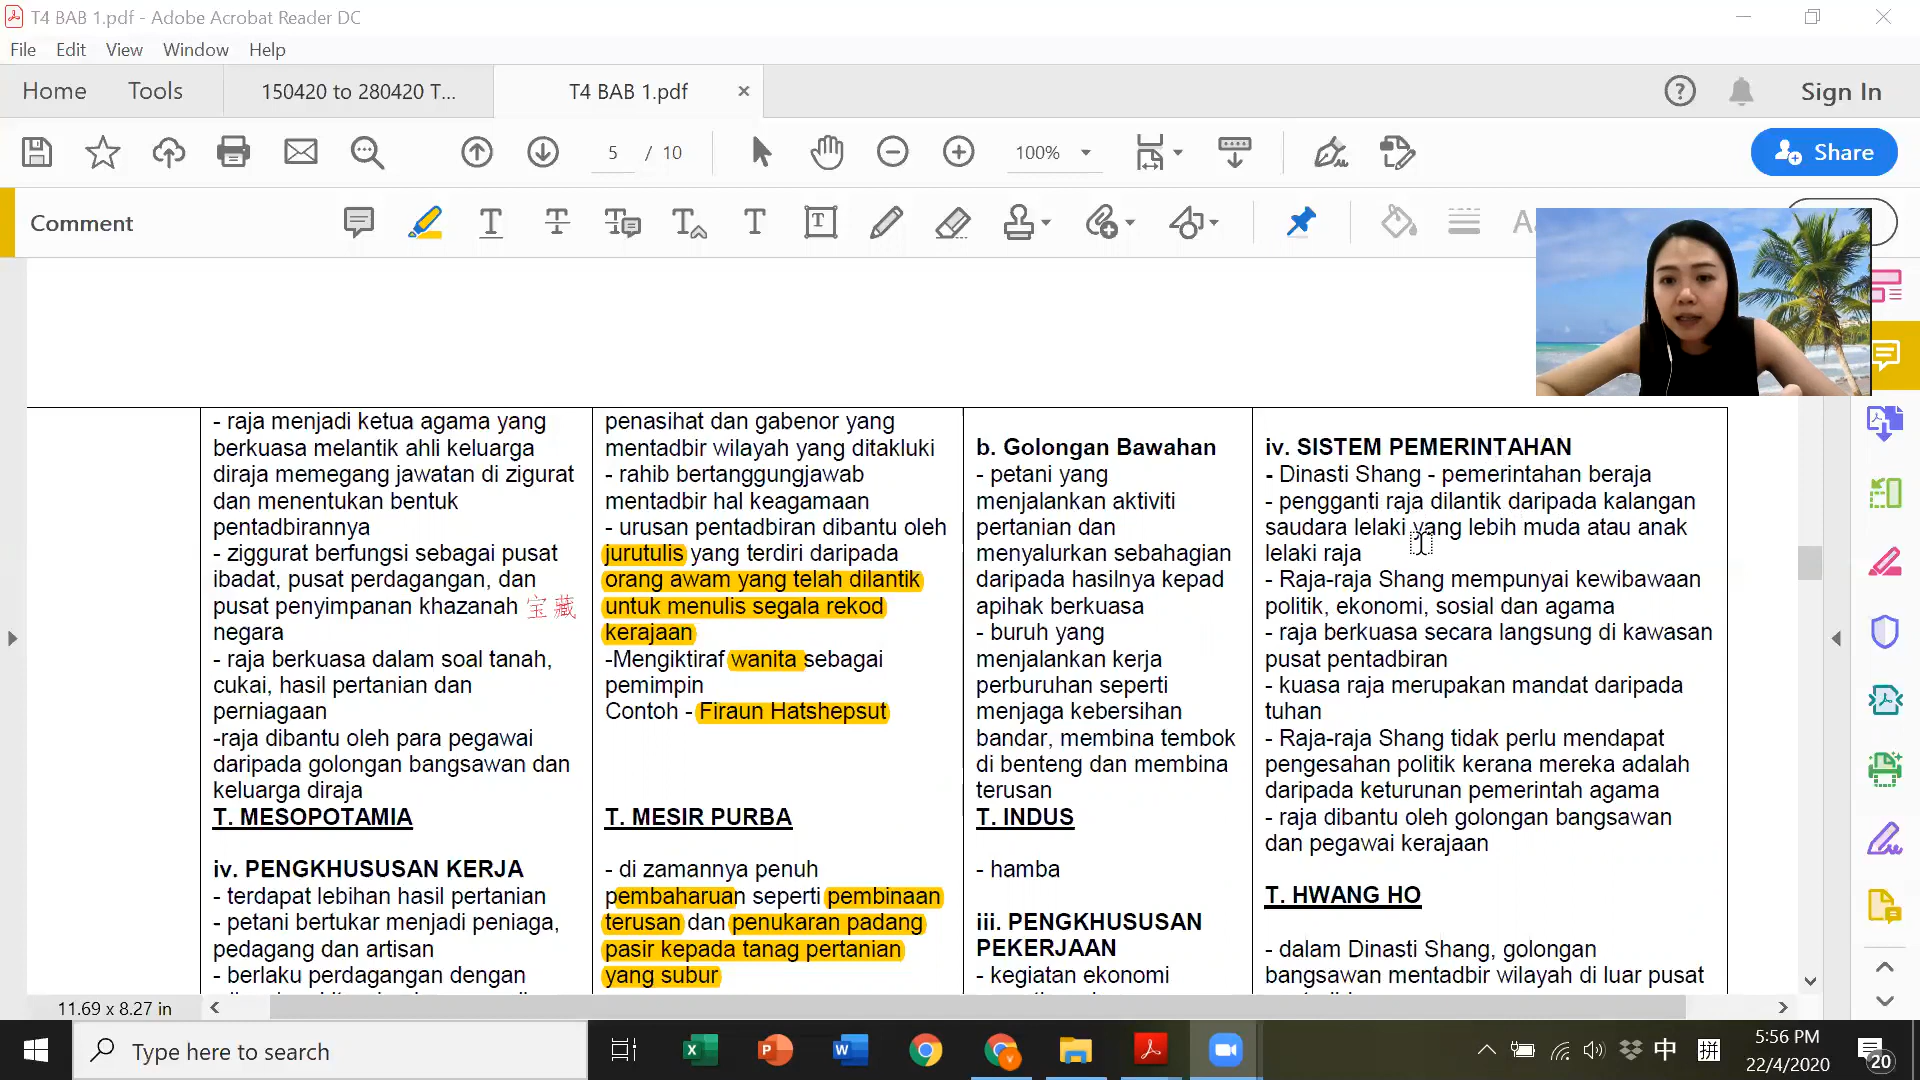 T4 BAB 1.pdf - Adobe Acrobat Reader DC
File Edit View Window Help
Home Tools 150420 to 280420 T... T4 BAB 1.pdf × Sign In
5 / 10 100% Share
Comment
- raja menjadi ketua agama yang
berkuasa melantik ahli keluarga
diraja memegang jawatan di zigurat
dan menentukan bentuk
pentadbirannya
- ziggurat berfungsi sebagai pusat
ibadat, pusat perdagangan, dan
pusat penyimpanan khazanah 宝藏
negara
- raja berkuasa dalam soal tanah,
cukai, hasil pertanian dan
perniagaan
-raja dibantu oleh para pegawai
daripada golongan bangsawan dan
keluarga diraja
T. MESOPOTAMIA
iv. PENGKHUSUSAN KERJA
- terdapat lebihan hasil pertanian
- petani bertukar menjadi peniaga,
pedagang dan artisan
- berlaku perdagangan dengan
penasihat dan gabenor yang
mentadbir wilayah yang ditakluki
- rahib bertanggungjawab
mentadbir hal keagamaan
- urusan pentadbiran dibantu oleh
jurutulis yang terdiri daripada
orang awam yang telah dilantik
untuk menulis segala rekod
kerajaan
-Mengiktiraf wanita sebagai
pemimpin
Contoh - Firaun Hatshepsut
T. MESIR PURBA
- di zamannya penuh
pembaharuan seperti pembinaan
terusan dan penukaran padang
pasir kepada tanag pertanian
yang subur
b. Golongan Bawahan
- petani yang
menjalankan aktiviti
pertanian dan
menyalurkan sebahagian
daripada hasilnya kepad
apihak berkuasa
- buruh yang
menjalankan kerja
perburuhan seperti
menjaga kebersihan
bandar, membina tembok
di benteng dan membina
terusan
T. INDUS
- hamba
iii. PENGKHUSUSAN
PEKERJAAN
- kegiatan ekonomi
iv. SISTEM PEMERINTAHAN
- Dinasti Shang - pemerintahan beraja
- pengganti raja dilantik daripada kalangan
saudara lelaki yang lebih muda atau anak
lelaki raja
- Raja-raja Shang mempunyai kewibawaan
politik, ekonomi, sosial dan agama
- raja berkuasa secara langsung di kawasan
pusat pentadbiran
- kuasa raja merupakan mandat daripada
tuhan
- Raja-raja Shang tidak perlu mendapat
pengesahan politik kerana mereka adalah
daripada keturunan pemerintah agama
- raja dibantu oleh golongan bangsawan
dan pegawai kerajaan
T. HWANG HO
- dalam Dinasti Shang, golongan
bangsawan mentadbir wilayah di luar pusat
11.69 x 8.27 in
Type here to search
中 拼
5:56 PM
22/4/2020
20